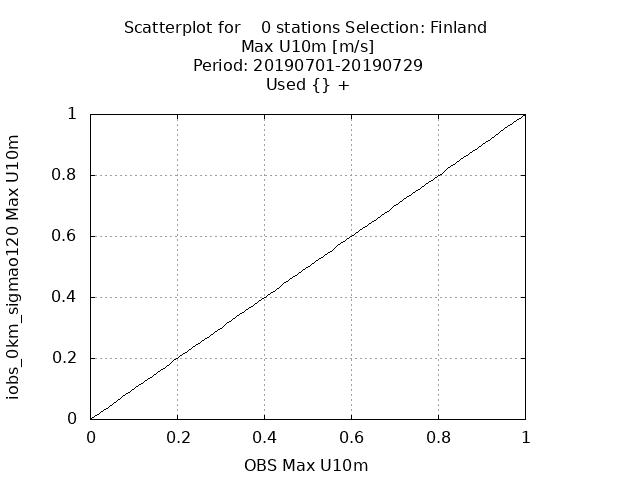 Scatterplot for    0 stations Selection: Finland
Max U10m [m/s]
Period: 20190701-20190729
Used {} +
iobs_0km_sigmao120 Max U10m
1
0.8
0.6
0.4
0.2
0
0 0.2 0.4 0.6 0.8 1
OBS Max U10m